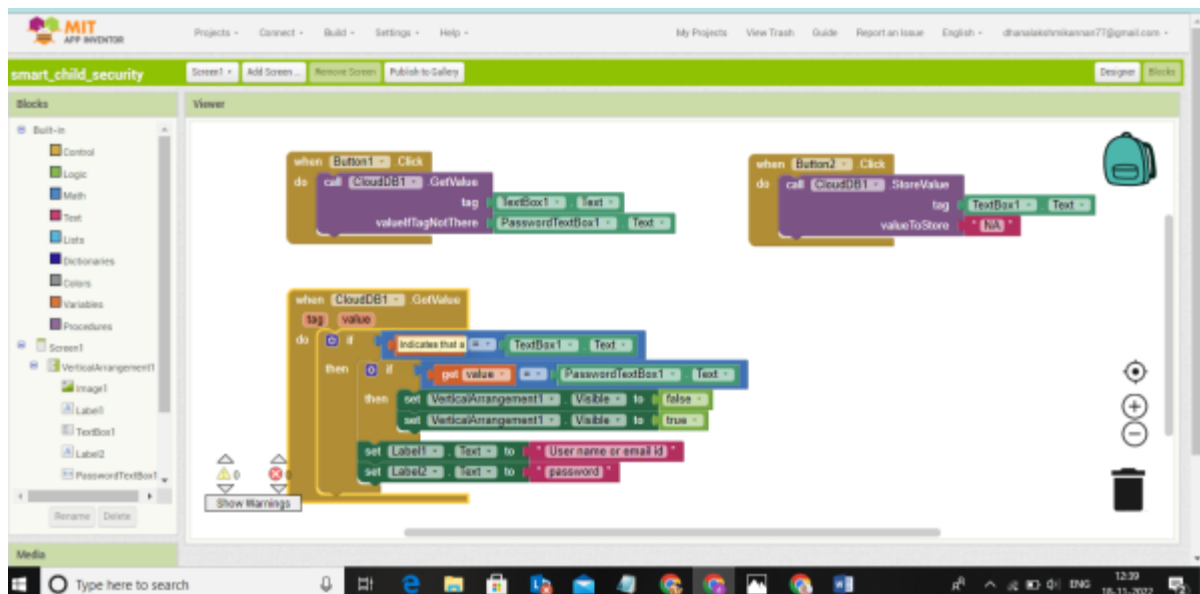 MIT
APP INVENTOR
Projects
Connect
Build
Settings
Help
My Projects
View Trash
Guide
Report an Issue
English
dhanalakshmikannan77@gmail.com
smart_child_security
Screen1
Add Screen ...
Remove Screen
Publish to Gallery
Designer
Blocks
Blocks
Viewer
Built-in
Control
Logic
Math
Text
Lists
Dictionaries
Colors
Variables
Procedures
Screen1
VerticalArrangement1
Image1
Label1
TextBox1
Label2
PasswordTextBox1
Rename
Delete
Media
when Button1 .Click
do call CloudDB1 .GetValue
tag TextBox1 . Text
valueIfTagNotThere PasswordTextBox1 . Text
when Button2 .Click
do call CloudDB1 .StoreValue
tag TextBox1 . Text
valueToStore " NA "
when CloudDB1 .GotValue
tag value
do if Indicates that a = TextBox1 . Text
then if get value = PasswordTextBox1 . Text
then set VerticalArrangement1 . Visible to false
set VerticalArrangement1 . Visible to true
set Label1 . Text to " User name or email id "
set Label2 . Text to " password "
0
0
Show Warnings
Type here to search
ENG
12:39
18-11-2022